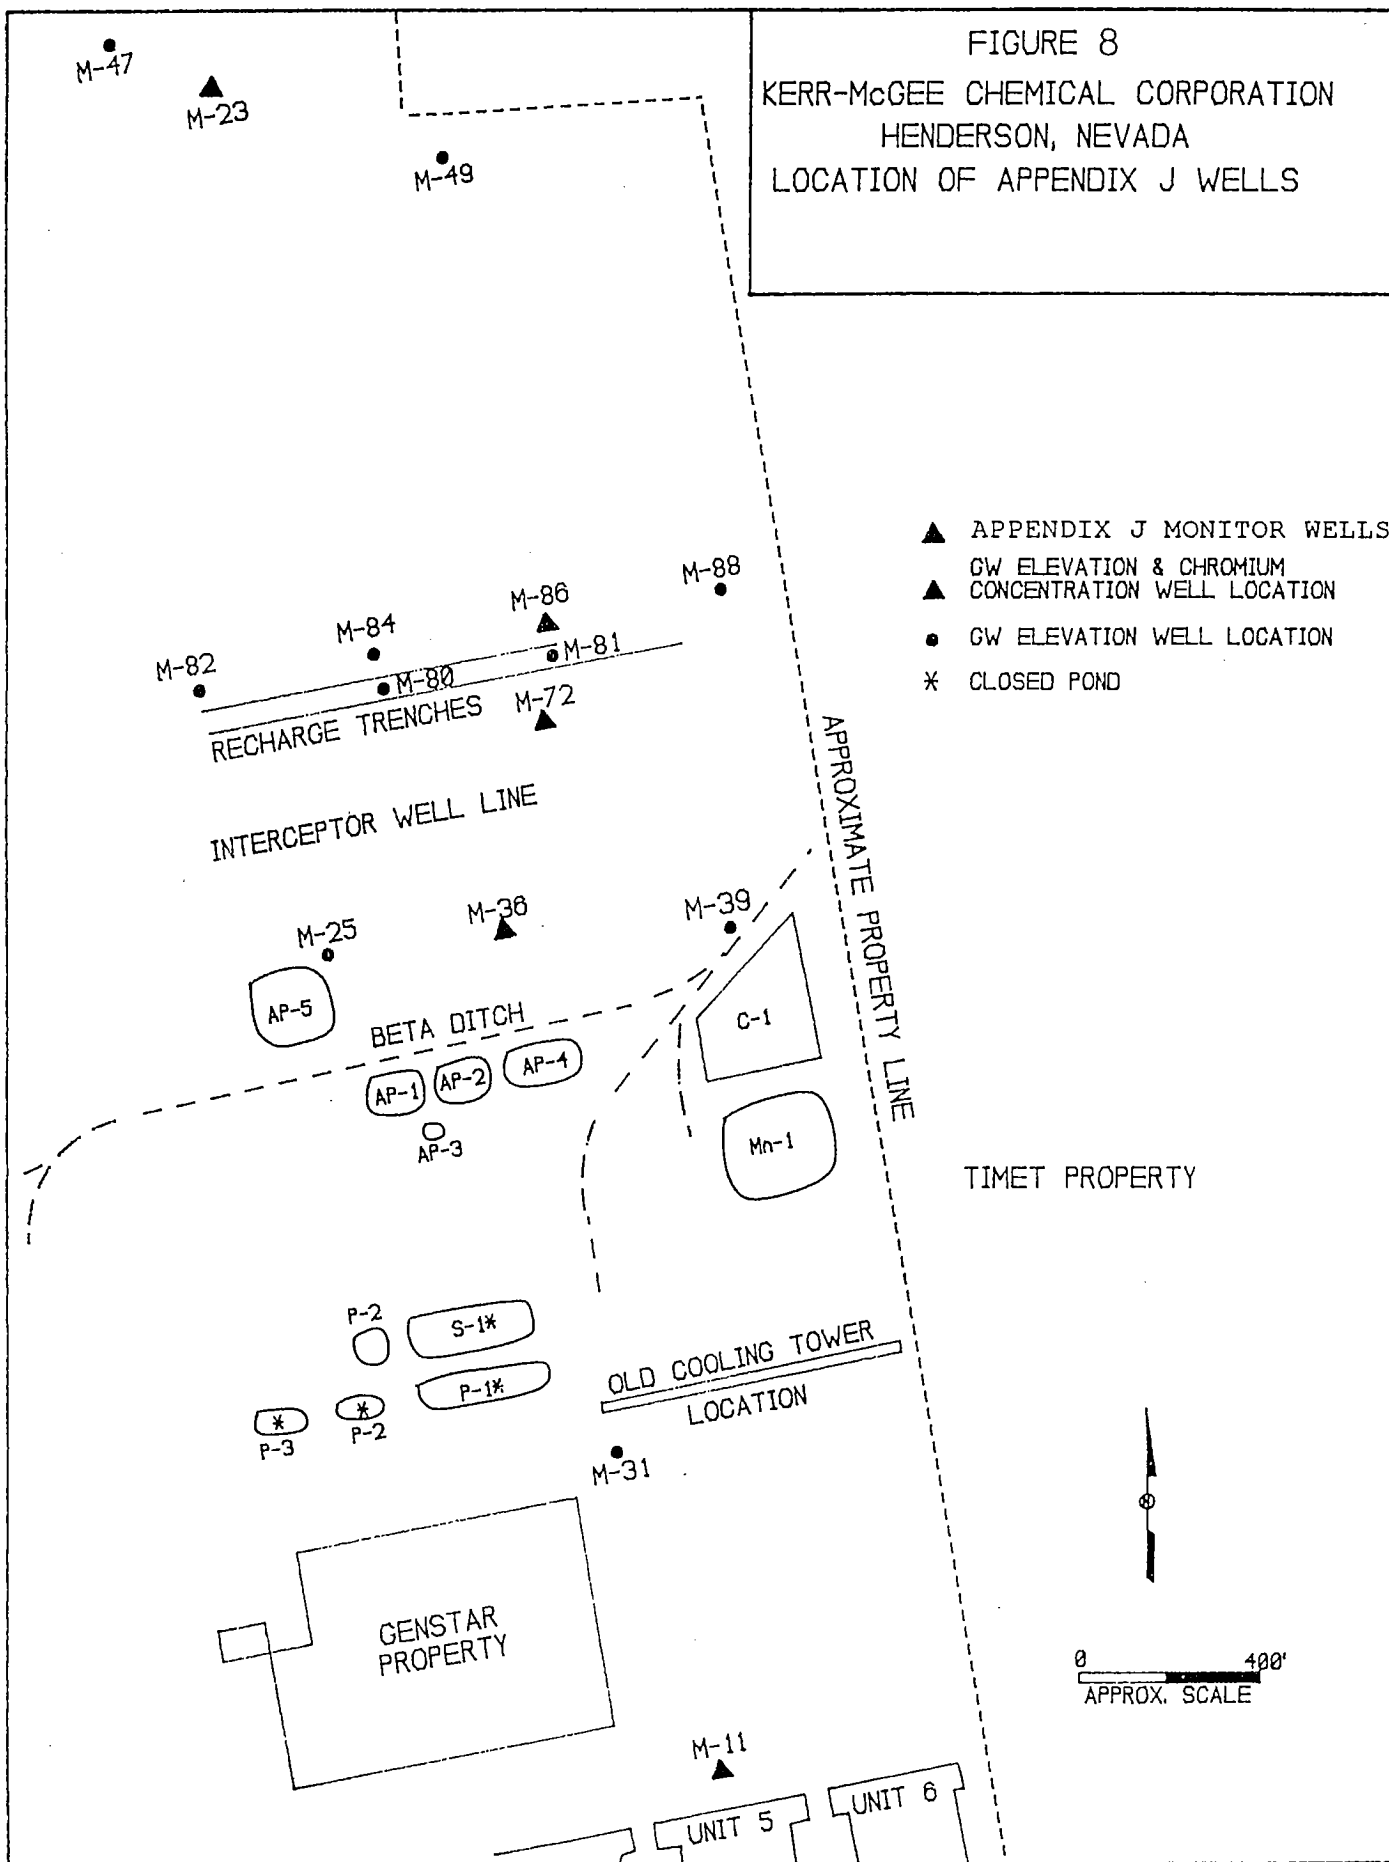 FIGURE 8
KERR-McGEE CHEMICAL CORPORATION
HENDERSON, NEVADA
LOCATION OF APPENDIX J WELLS
M-47
M-23
M-49
APPENDIX J MONITOR WELLS
GW ELEVATION & CHROMIUM
CONCENTRATION WELL LOCATION
GW ELEVATION WELL LOCATION
* CLOSED POND
M-88
M-86
M-84
M-81
M-82
M-80
M-72
RECHARGE TRENCHES
INTERCEPTOR WELL LINE
APPROXIMATE PROPERTY LINE
M-36
M-39
M-25
AP-5
BETA DITCH
C-1
AP-1
AP-2
AP-4
AP-3
Mn-1
TIMET PROPERTY
P-2
S-1*
P-1*
*
P-3
*
P-2
OLD COOLING TOWER
LOCATION
M-31
GENSTAR
PROPERTY
0 400'
APPROX. SCALE
M-11
UNIT 5
UNIT 6